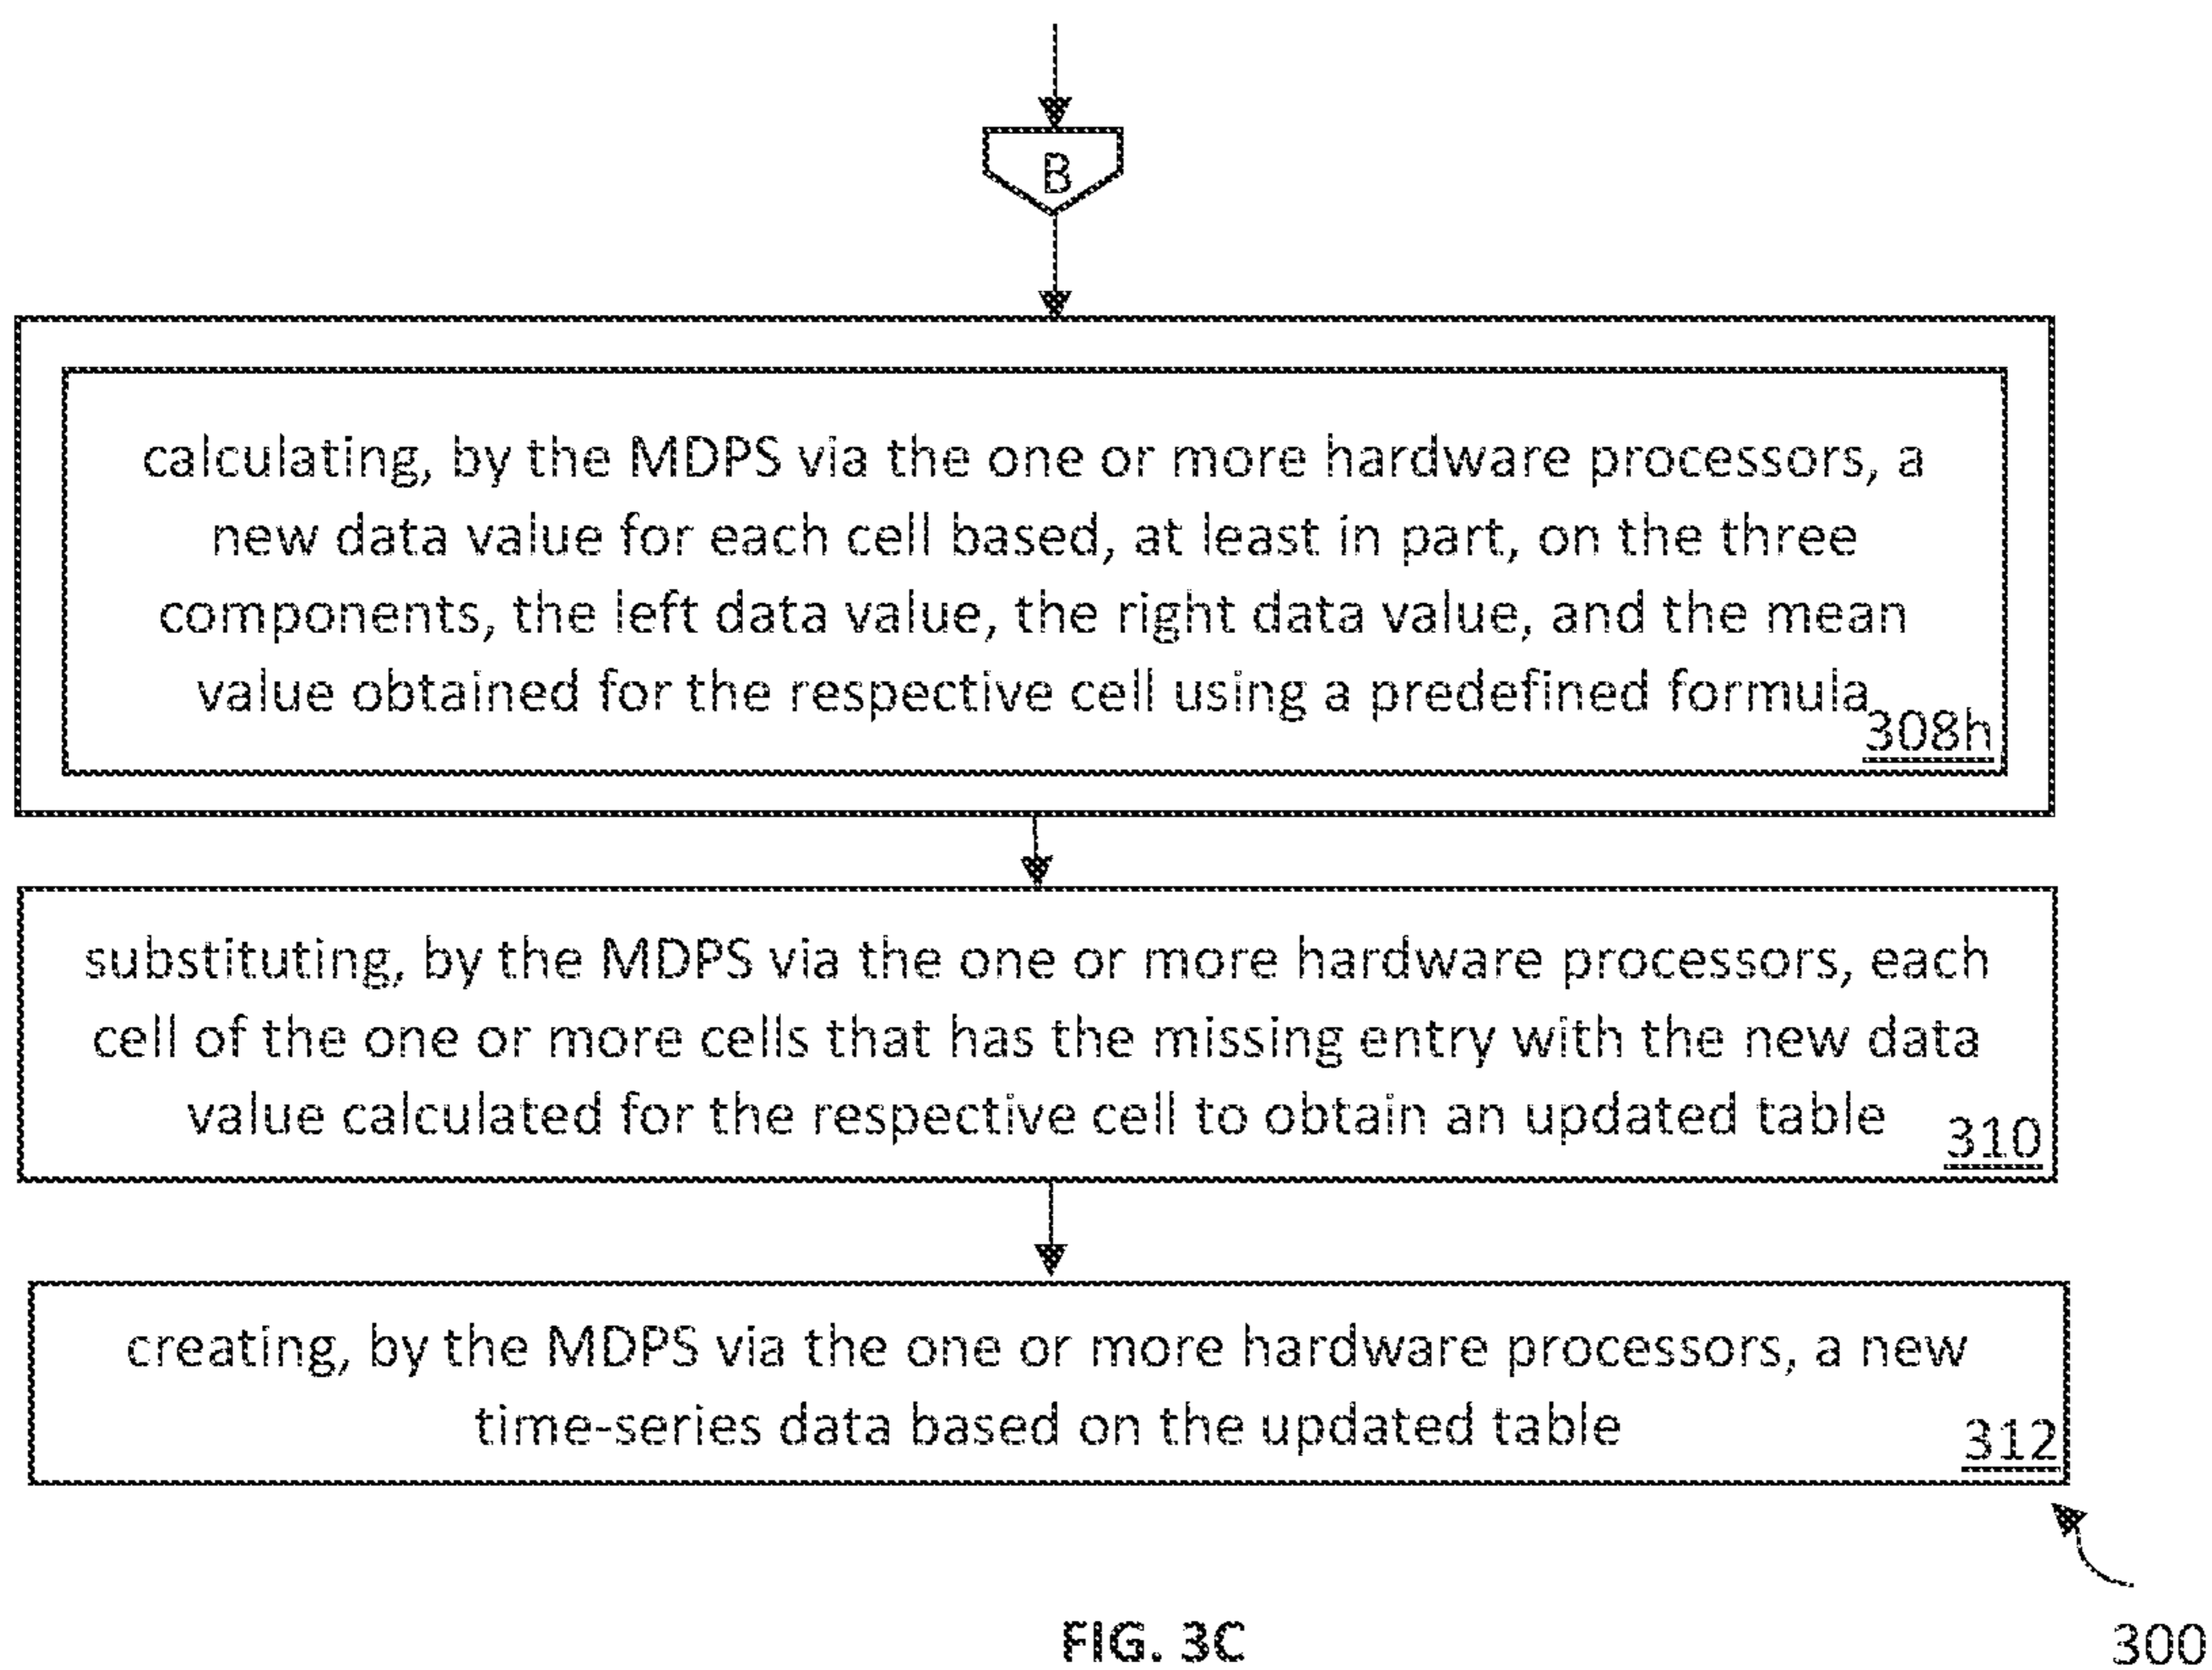 B
calculating, by the MDPS via the one or more hardware processors, a
new data value for each cell based, at least in part, on the three
components, the left data value, the right data value, and the mean
value obtained for the respective cell using a predefined formula
308h
substituting, by the MDPS via the one or more hardware processors, each
cell of the one or more cells that has the missing entry with the new data
value calculated for the respective cell to obtain an updated table
310
creating, by the MDPS via the one or more hardware processors, a new
time-series data based on the updated table
312
300
FIG. 3C